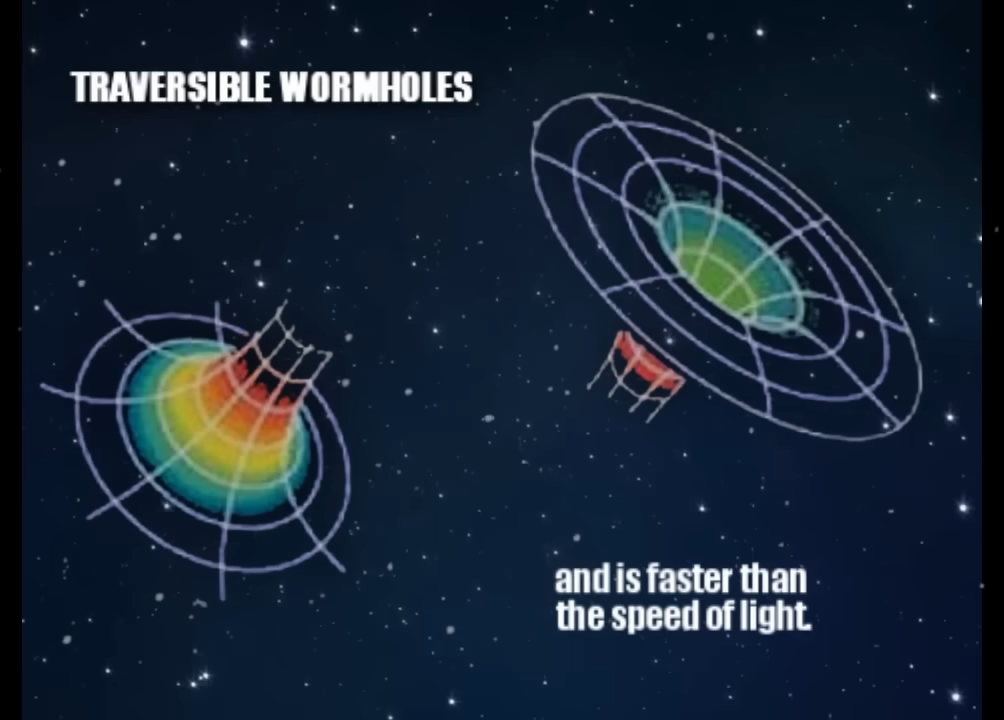 TRAVERSIBLE WORMHOLES
and is faster than
the speed of light.